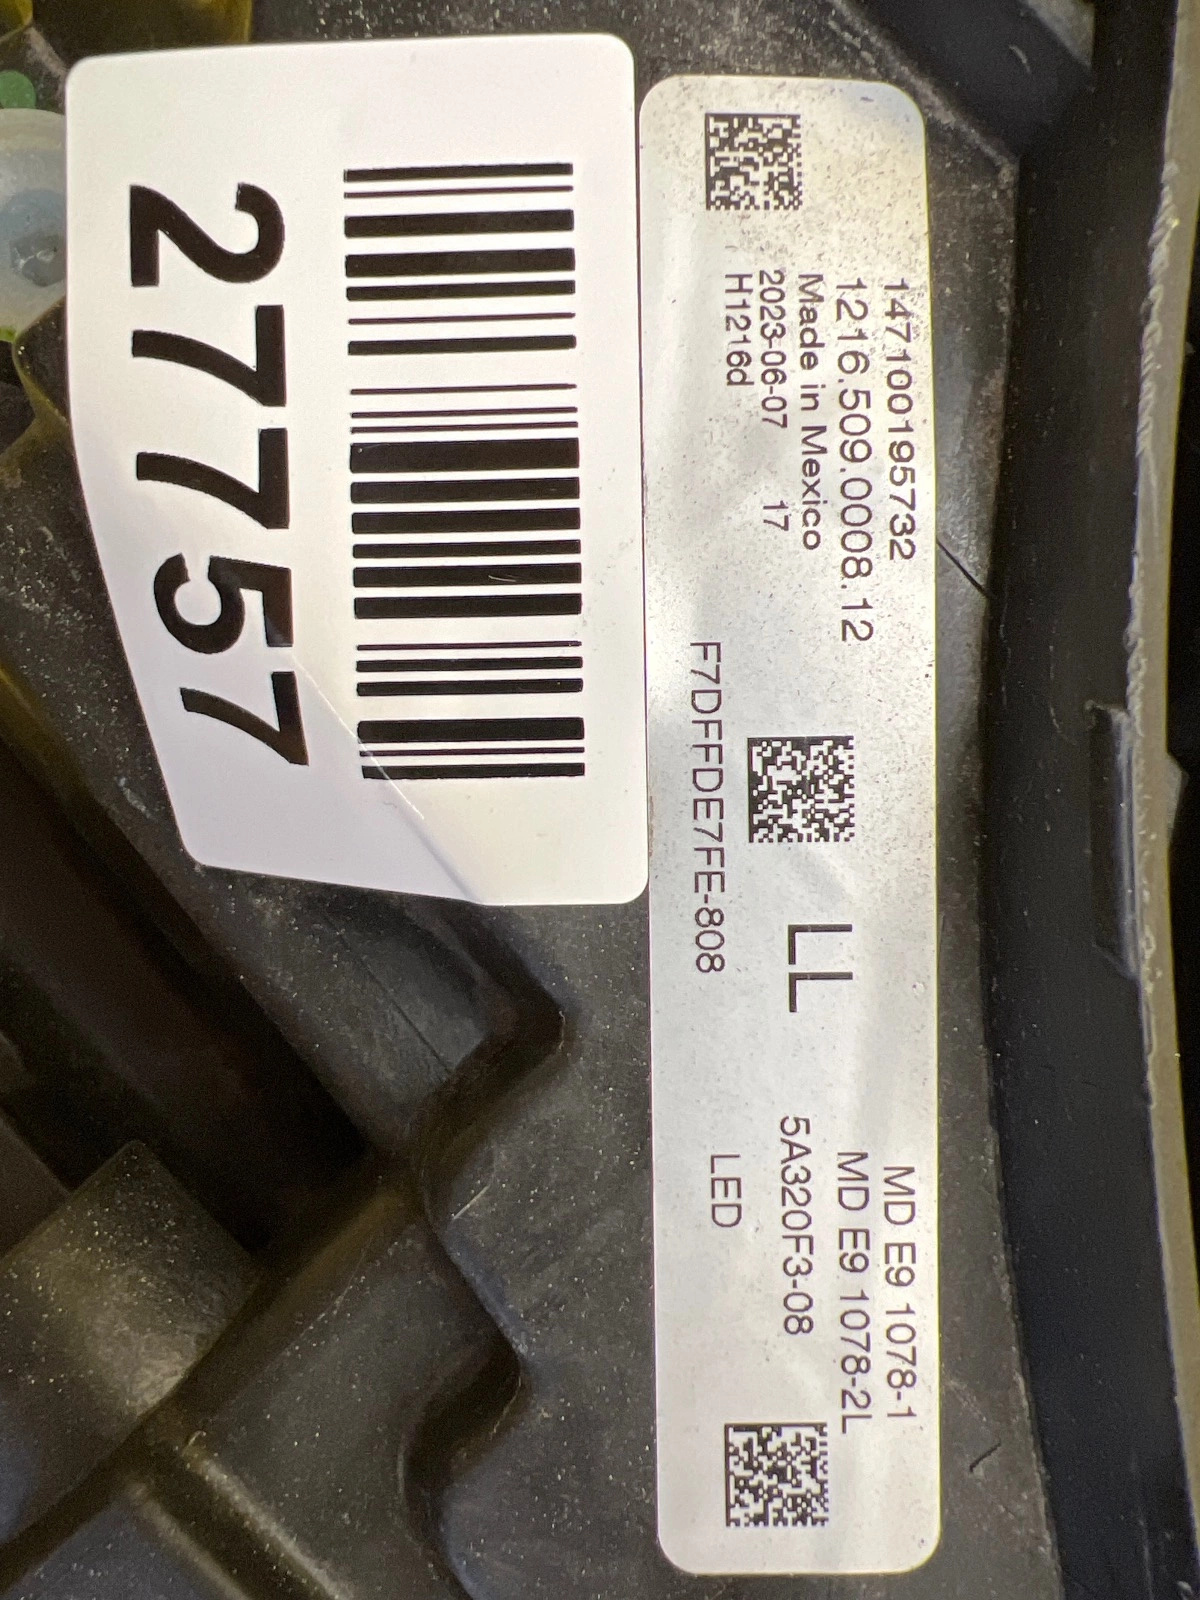 1471001957​32
1216.509.0008.12
Made in Mexico
2023-06-07 17
H1216d
F7DFFDE7FE-808
LL
MD E9 1078-1
MD E9 1078-2L
5A320F3-08
LED
27757